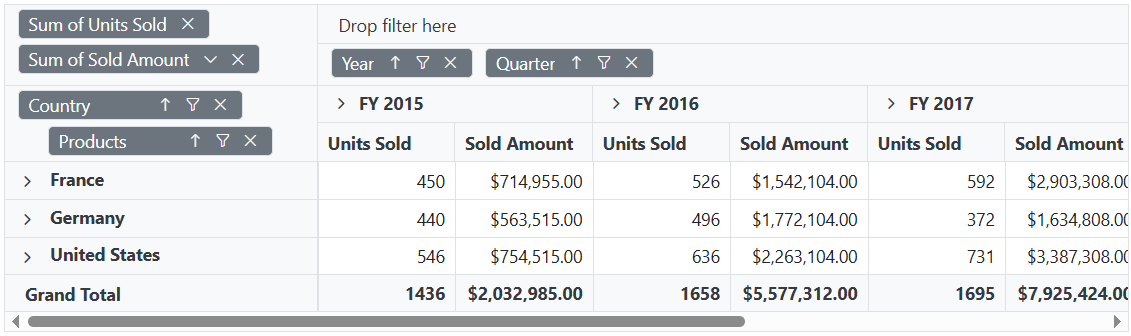 Sum of Units Sold
Drop filter here
Sum of Sold Amount
Year Quarter
Country
FY 2015 FY 2016 FY 2017
Products
Units Sold Sold Amount Units Sold Sold Amount Units Sold Sold Amount
France 450 $714,955.00 526 $1,542,104.00 592 $2,903,308.00
Germany 440 $563,515.00 496 $1,772,104.00 372 $1,634,808.00
United States 546 $754,515.00 636 $2,263,104.00 731 $3,387,308.00
Grand Total 1436 $2,032,985.00 1658 $5,577,312.00 1695 $7,925,424.00